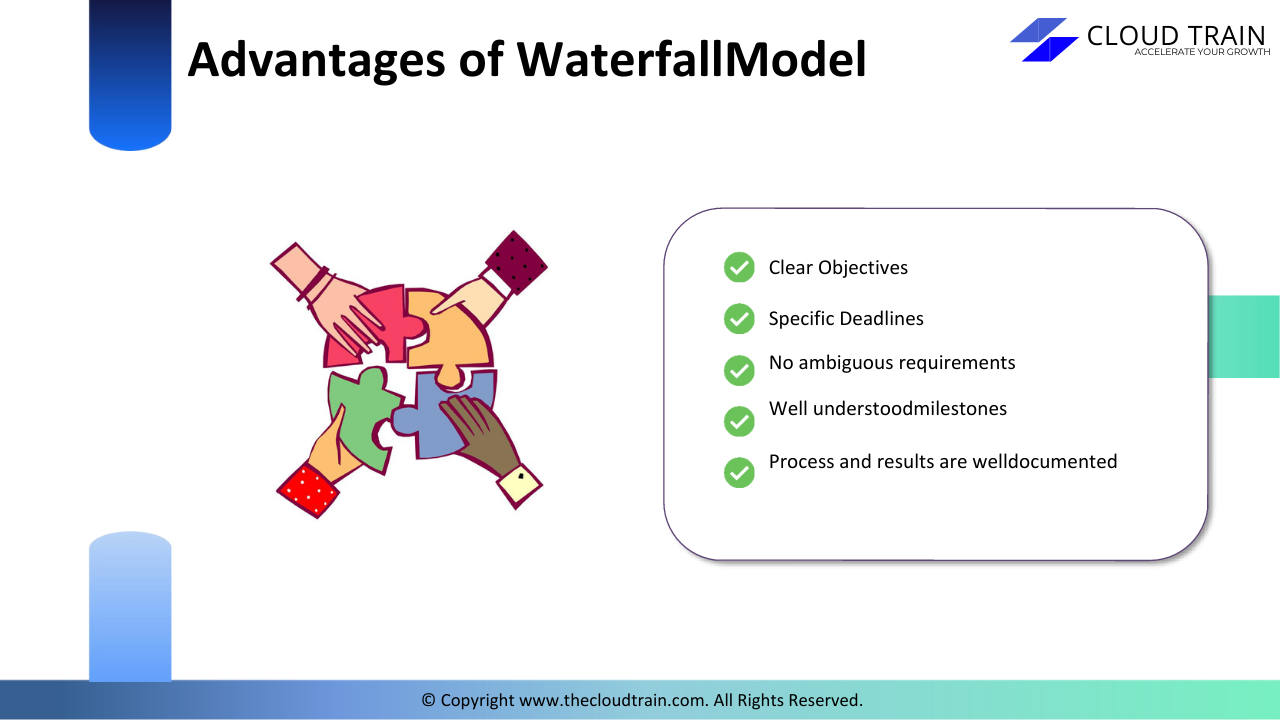 Advantages of WaterfallModel
CLOUD TRAIN
ACCELERATE YOUR GROWTH
Clear Objectives
Specific Deadlines
No ambiguous requirements
Well understoodmilestones
Process and results are welldocumented
© Copyright www.thecloudtrain.com. All Rights Reserved.